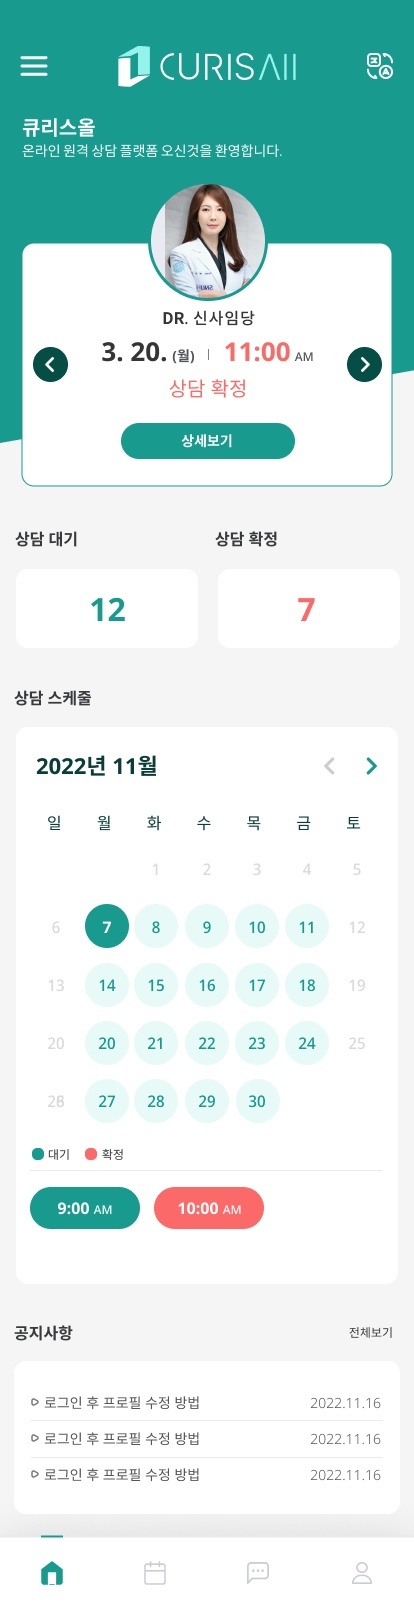 CURISAll
큐리스올
온라인 원격 상담 플랫폼 오신것을 환영합니다.
DR. 신사임당
3. 20. (월) | 11:00 AM
상담 확정
상세보기
상담 대기 상담 확정
12 7
상담 스케줄
2022년 11월
일 월 화 수 목 금 토
1 2 3 4 5
6 7 8 9 10 11 12
13 14 15 16 17 18 19
20 20 21 22 23 24 25
27 28 29 30
대기 확정
9:00 AM 10:00 AM
공지사항 전체보기
로그인 후 프로필 수정 방법 2022.11.16
로그인 후 프로필 수정 방법 2022.11.16
로그인 후 프로필 수정 방법 2022.11.16